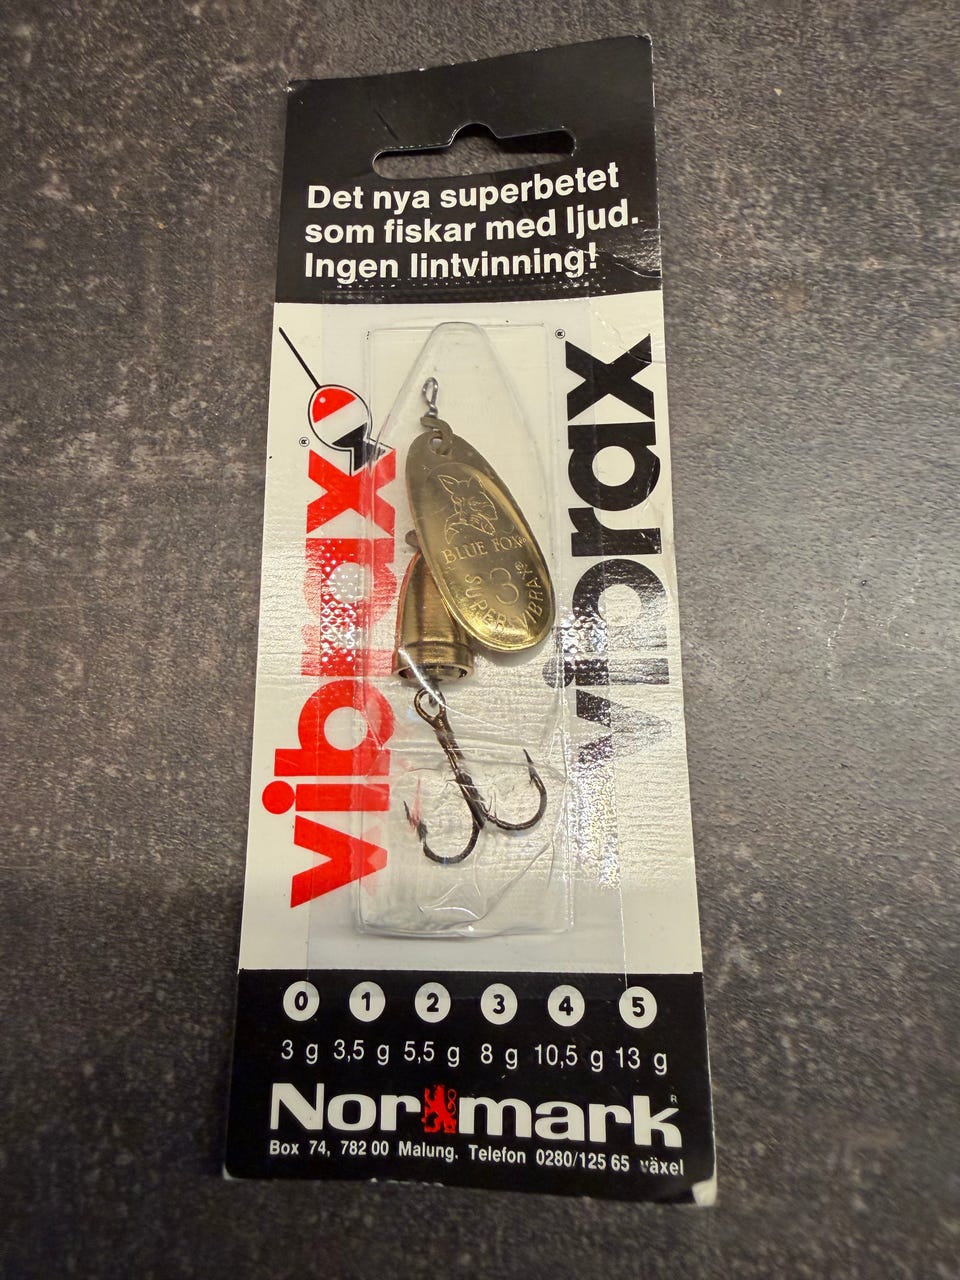 Det nya superbetet
som fiskar med ljud.
Ingen lintvinning!
vibrax®
vibrax®
BLUE FOX®
3
SUPER VIBRAX®
0 1 2 3 4 5
3 g 3,5 g 5,5 g 8 g 10,5 g 13 g
Normark R
Box 74, 782 00 Malung. Telefon 0280/125 65 växel